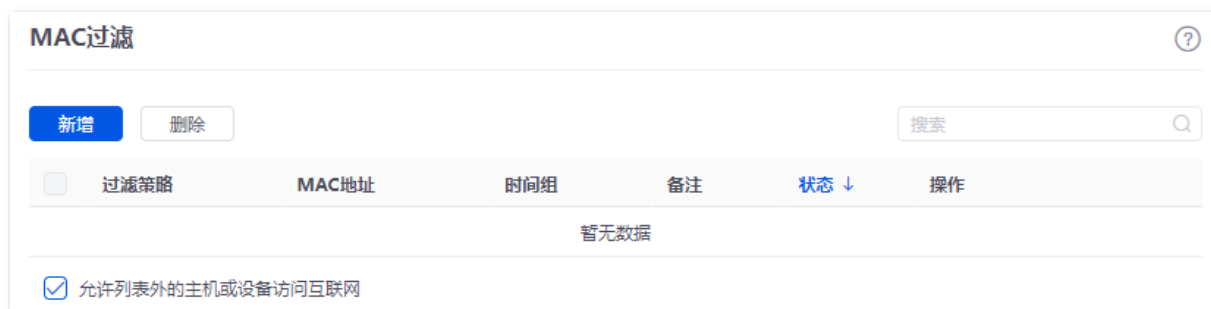 MAC过滤
新增 删除 搜索
过滤策略 MAC地址 时间组 备注 状态 ↓ 操作
暂无数据
允许列表外的主机或设备访问互联网